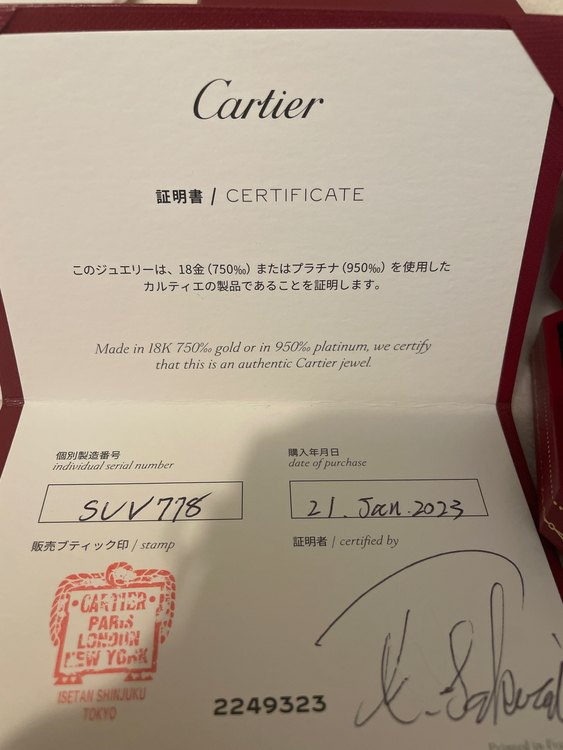 Cartier
証明書 / CERTIFICATE
このジュエリーは、18金（750‰）またはプラチナ（950‰）を使用した
カルティエの製品であることを証明します。
Made in 18K 750‰ gold or in 950‰ platinum, we certify
that this is an authentic Cartier jewel.
個別製造番号
individual serial number
SUV778
購入年月日
date of purchase
21. Jan. 2023
販売ブティック印 / stamp
証明者 / certified by
CARTIER
PARIS
LONDON
NEW YORK
ISETAN SHINJUKU
TOKYO
2249323
Printed in